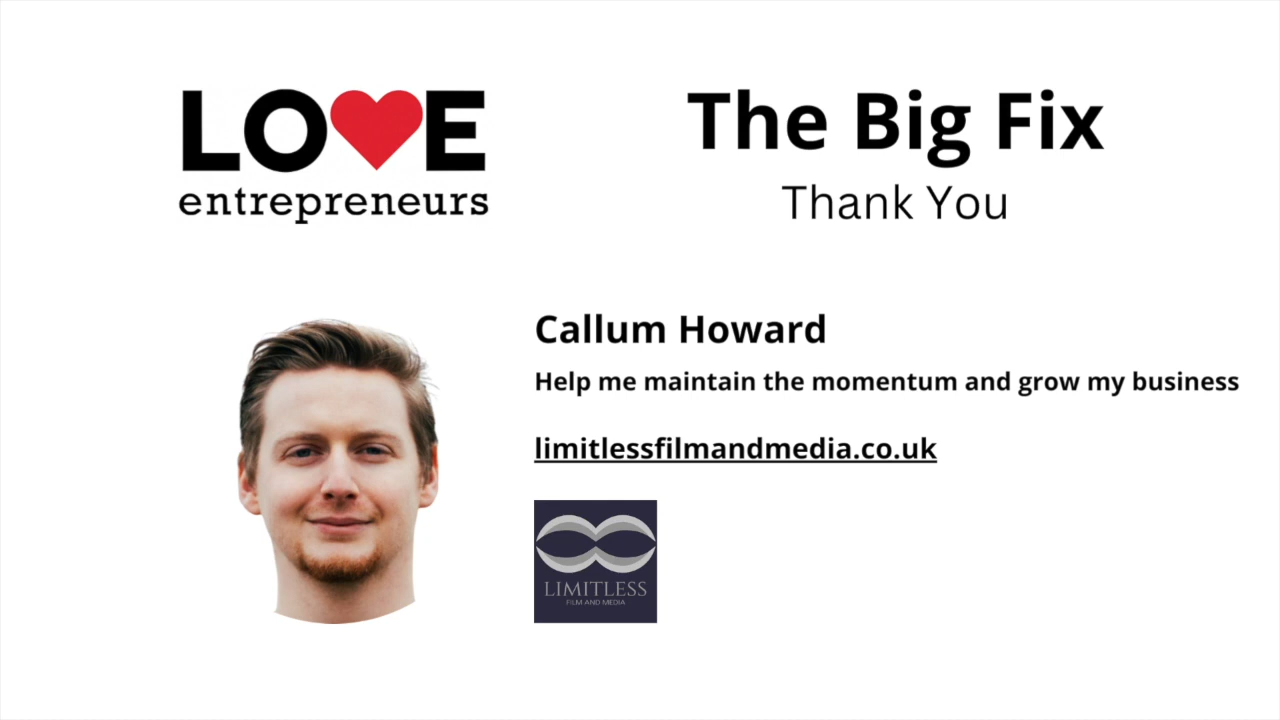 LOVE
entrepreneurs
The Big Fix
Thank You
Callum Howard
Help me maintain the momentum and grow my business
limitlessfilmandmedia.co.uk
LIMITLESS
FILM AND MEDIA